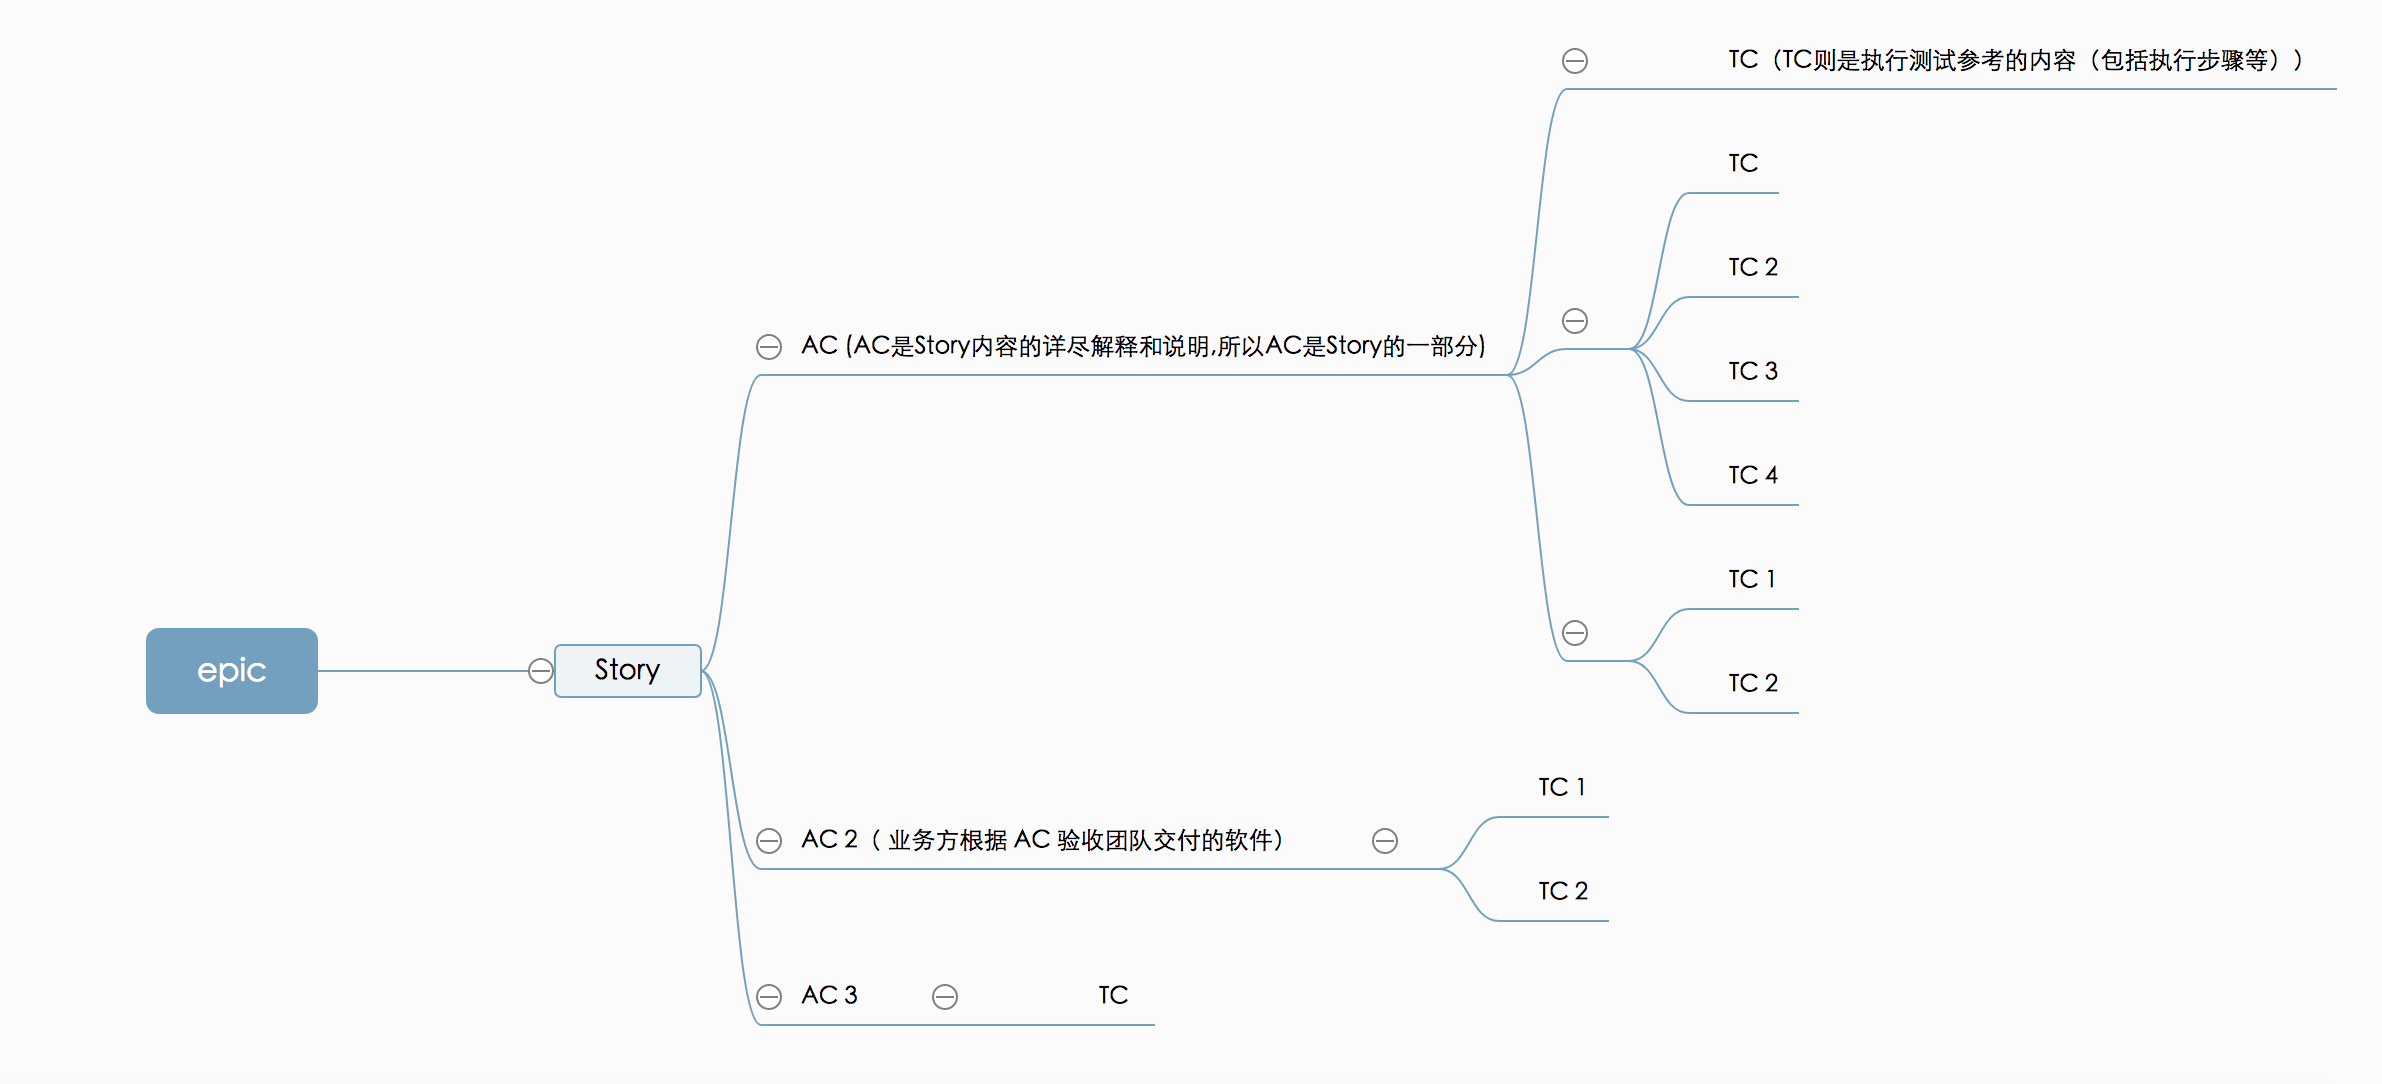 epic
Story
AC (AC是Story内容的详尽解释和说明,所以AC是Story的一部分)
TC（TC则是执行测试参考的内容（包括执行步骤等））
TC
TC 2
TC 3
TC 4
TC 1
TC 2
AC 2（ 业务方根据 AC 验收团队交付的软件）
TC 1
TC 2
AC 3
TC